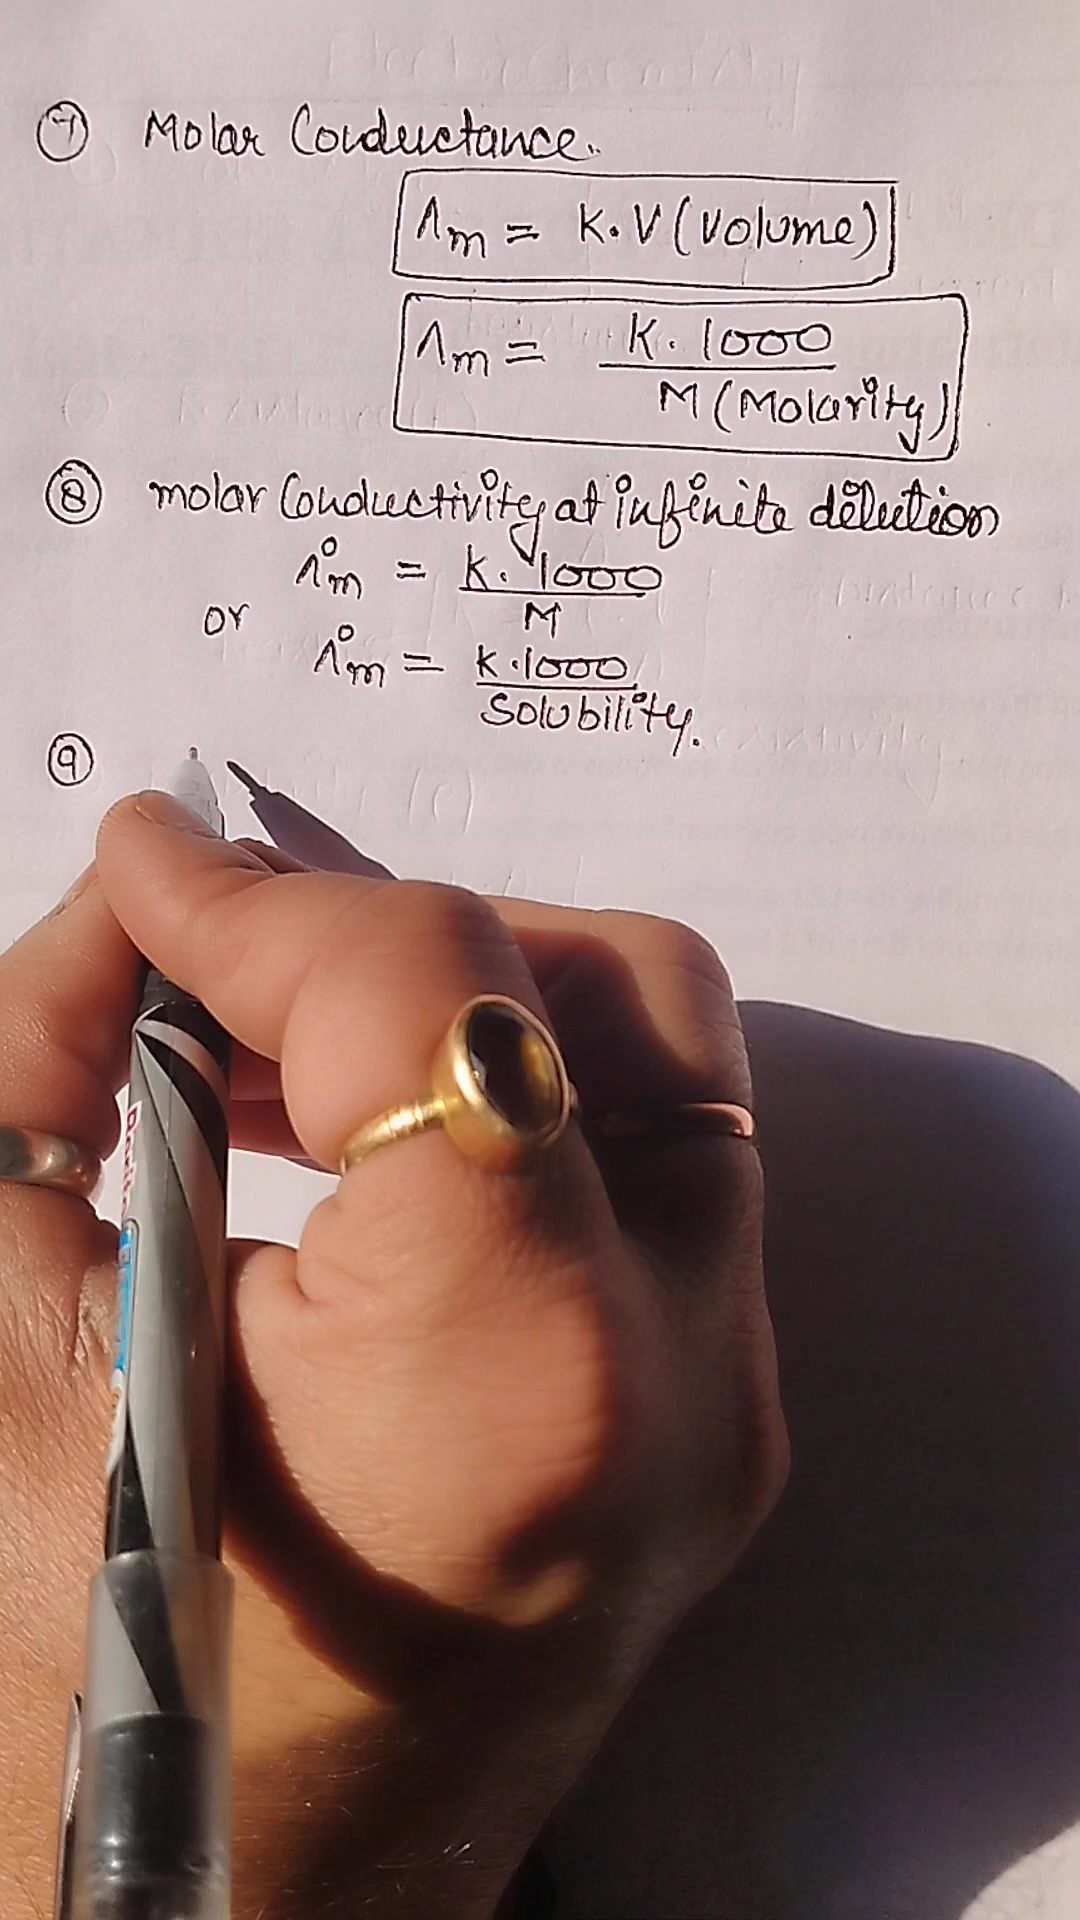 ⑦ Molar Conductance.
Λm = K.V (Volume)
Λm = K. 1000
M (Molarity)
⑧ molar Conductivity at infinite dilution
Λ°m = K. 1000
M
or
Λ°m = K.1000
Solubility.
⑨